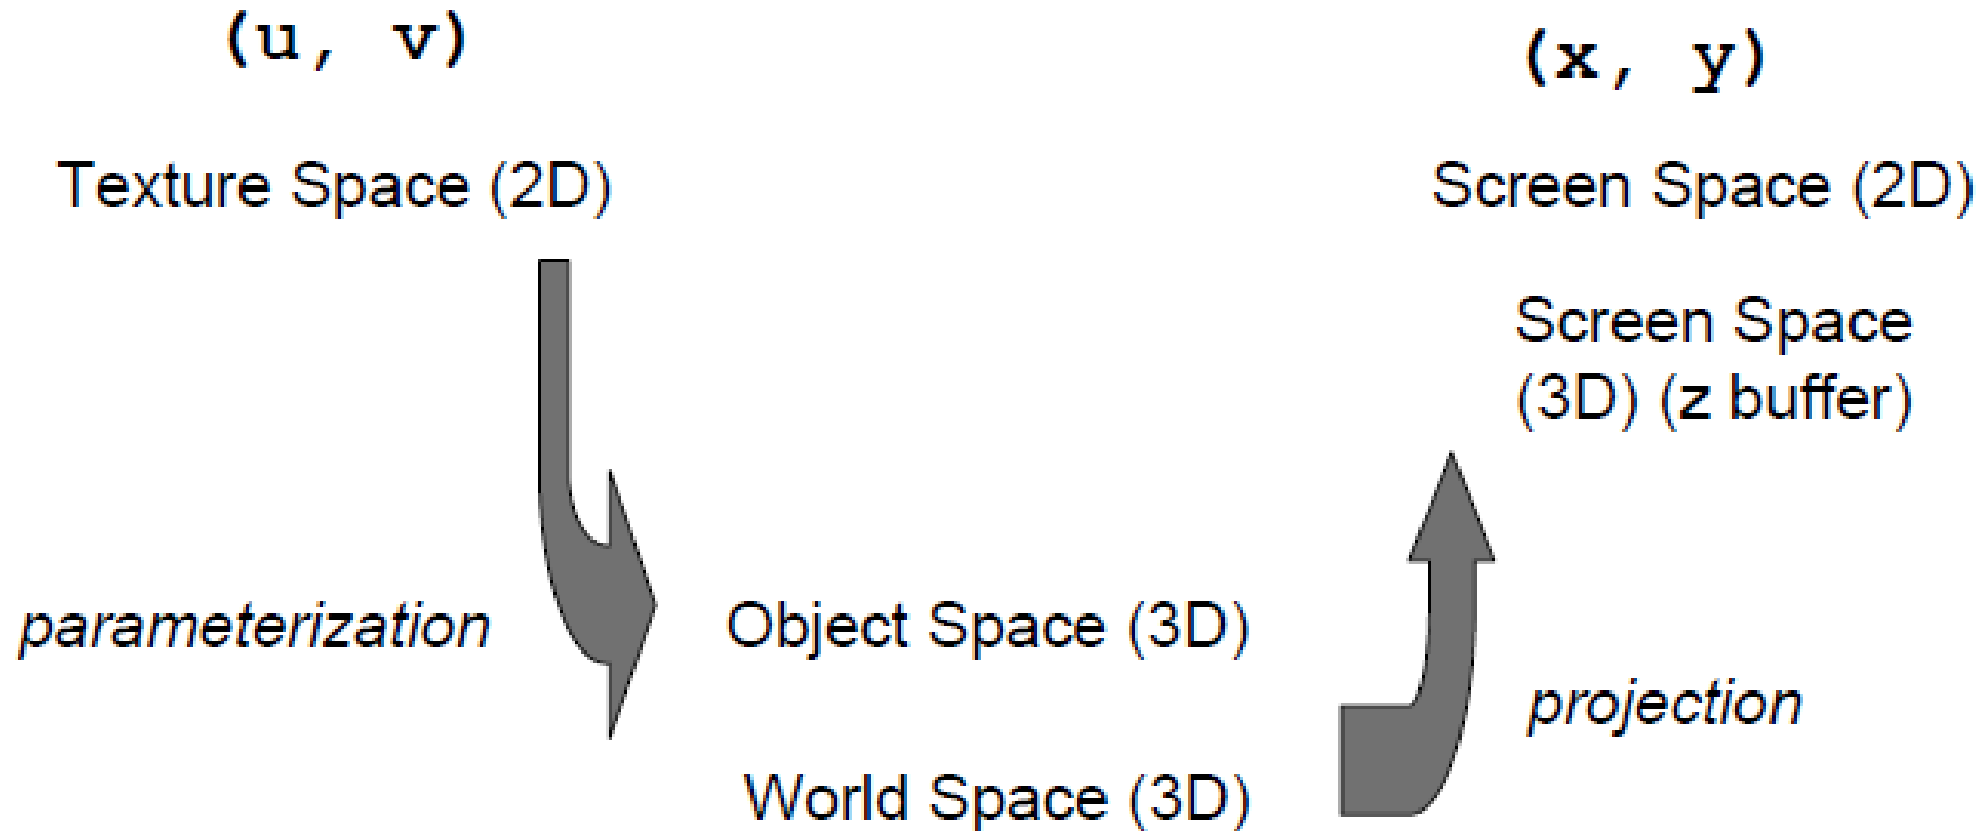 (u, v)
(x, y)
Texture Space (2D)
Screen Space (2D)
Screen Space
(3D) (z buffer)
parameterization
Object Space (3D)
projection
World Space (3D)